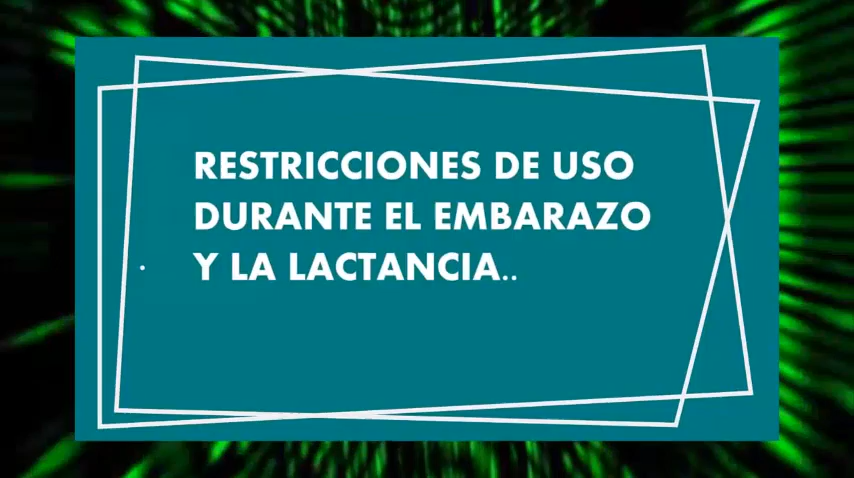 RESTRICCIONES DE USO
DURANTE EL EMBARAZO
Y LA LACTANCIA..